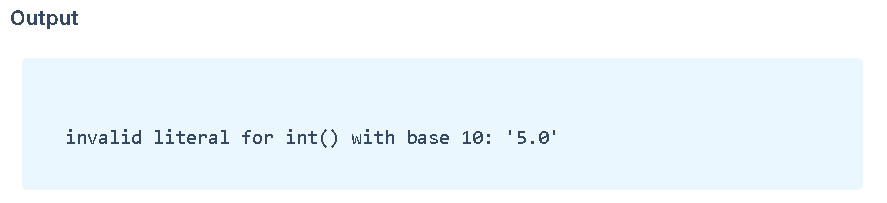 Output
invalid literal for int() with base 10: '5.0'